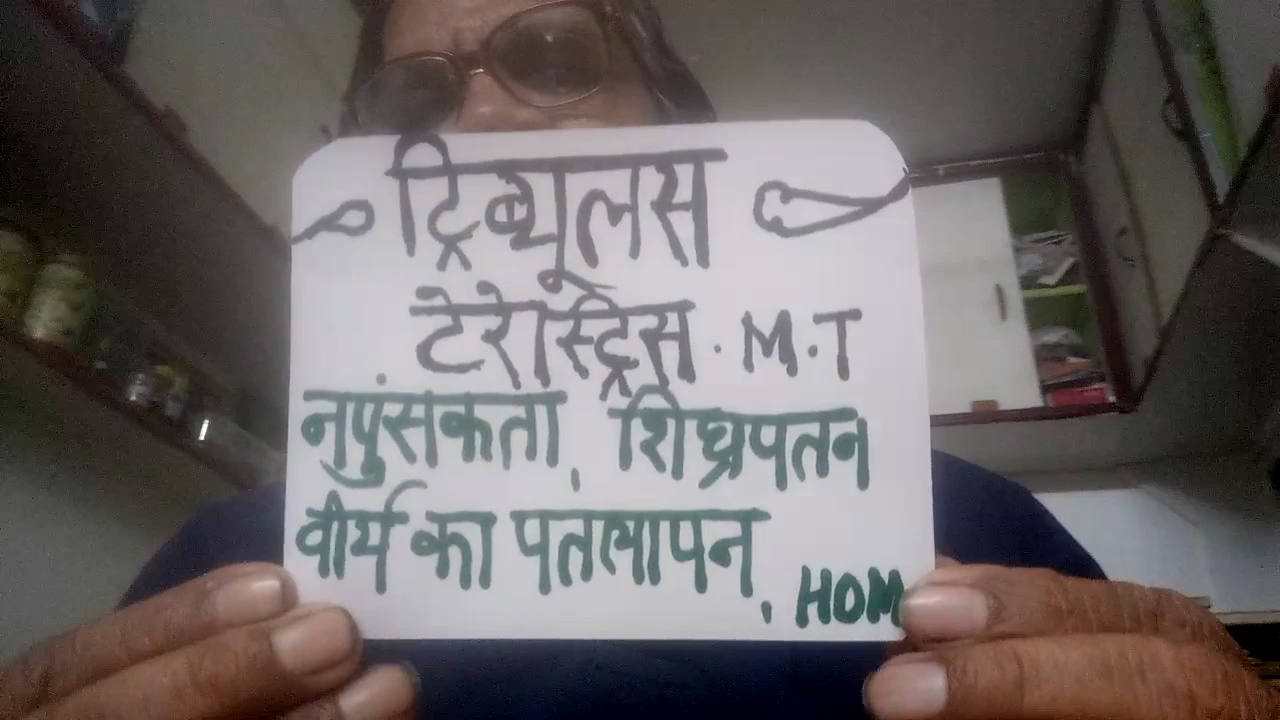 ट्रिब्यूलस
टेरेस्ट्रिस . M.T
नपुंसकता, शिघ्रपतन
वीर्य का पतलापन,
HOM